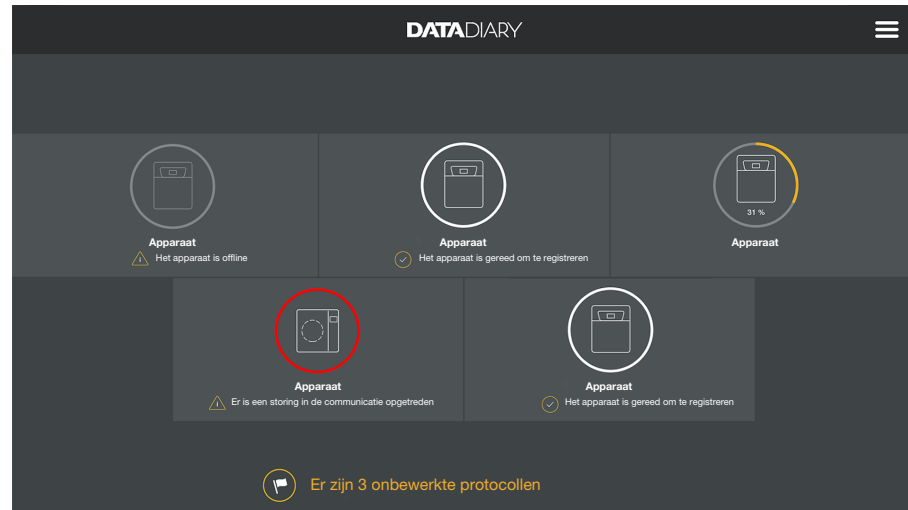 DATADIARY
31 %
Apparaat
Het apparaat is offline
Apparaat
Het apparaat is gereed om te registreren
Apparaat
Apparaat
Er is een storing in de communicatie opgetreden
Apparaat
Het apparaat is gereed om te registreren
Er zijn 3 onbewerkte protocollen